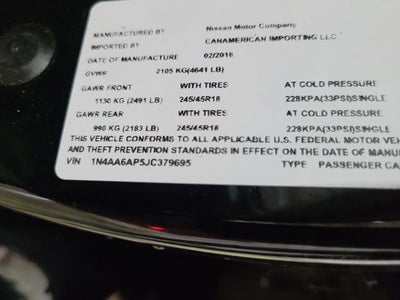 MANUFACTURED BY Nissan Motor Company
IMPORTED BY CANAMERICAN IMPORTING LLC
DATE OF MANUFACTURE 02/2018
GVWR 2105 KG(4641 LB)
GAWR FRONT WITH TIRES AT COLD PRESSURE
1130 KG (2491 LB) 245/45R18 228KPA(33PSI)SINGLE
GAWR REAR WITH TIRES AT COLD PRESSURE
990 KG (2183 LB) 245/45R18 228KPA(33PSI)SINGLE
THIS VEHICLE CONFORMS TO ALL APPLICABLE U.S. FEDERAL MOTOR VEH
AND THEFT PREVENTION STANDARDS IN EFFECT ON THE DATE OF MANU
VIN 1N4AA6AP5JC379695 TYPE PASSENGER CA